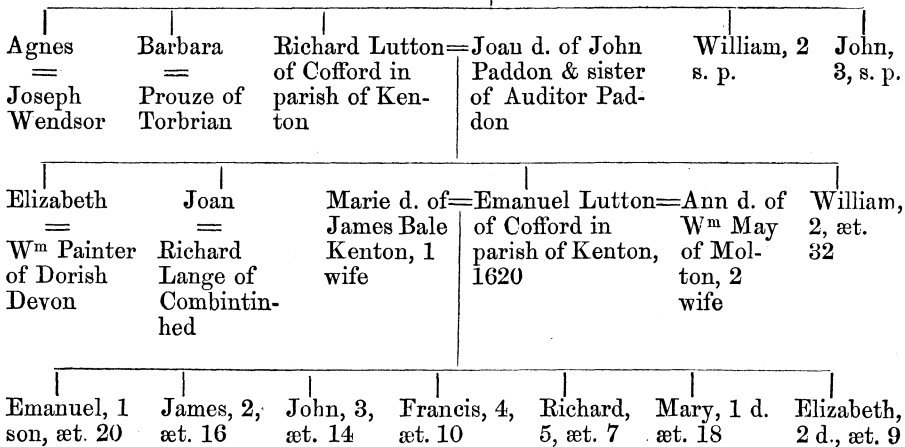 Agnes
=
Joseph
Wendsor
Barbara
=
Prouze of
Torbrian
Richard Lutton=
of Cofford in
parish of Ken-
ton
Joau d. of John
Paddon & sister
of Auditor Pad-
don
William, 2
s. p.
John,
3, s. p.
Elizabeth
=
Wm Painter
of Dorish
Devon
Joan
=
Richard
Lange of
Combintin-
hed
Marie d. of=
James Bale
Kenton, 1
wife
Emanuel Lutton=
of Cofford in
parish of Kenton,
1620
Ann d. of
Wm May
of Mol-
ton, 2
wife
William,
2, æt.
32
Emanuel, 1
son, æt. 20
James, 2,
æt. 16
John, 3,
æt. 14
Francis, 4,
æt. 10
Richard,
5, æt. 7
Mary, 1 d.
æt. 18
Elizabeth,
2 d., æt. 9